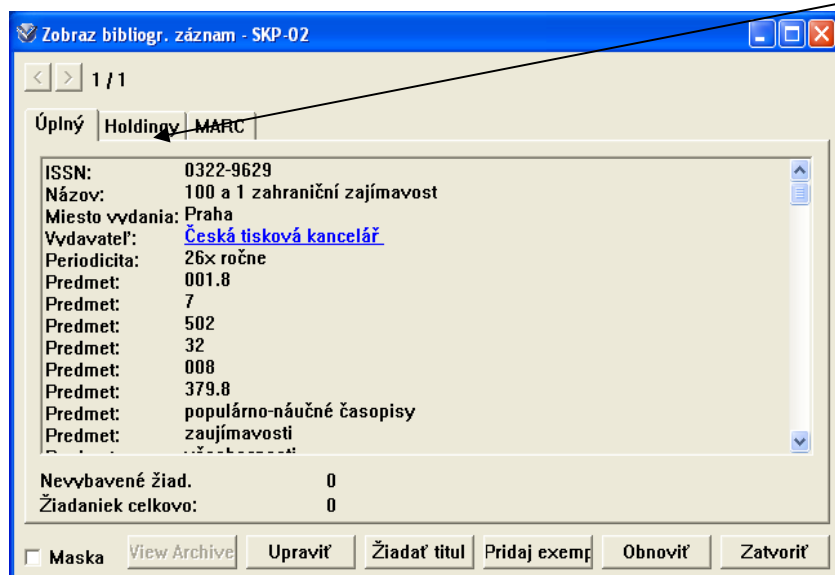 Zobraz bibliogr. záznam - SKP-02
< > 1 / 1
Úplný Holdingy MARC
ISSN: 0322-9629
Názov: 100 a 1 zahraniční zajímavost
Miesto vydania: Praha
Vydavateľ: Česká tisková kancelář
Periodicita: 26x ročne
Predmet: 001.8
Predmet: 7
Predmet: 502
Predmet: 32
Predmet: 008
Predmet: 379.8
Predmet: populárno-náučné časopisy
Predmet: zaujímavosti
Nevybavené žiad. 0
Žiadaniek celkovo: 0
Maska View Archive Upraviť Žiadať titul Pridaj exemp Obnoviť Zatvoriť